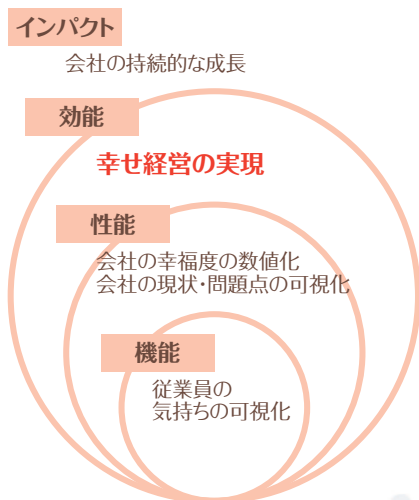 インパクト
会社の持続的な成長
効能
幸せ経営の実現
性能
会社の幸福度の数値化
会社の現状・問題点の可視化
機能
従業員の
気持ちの可視化